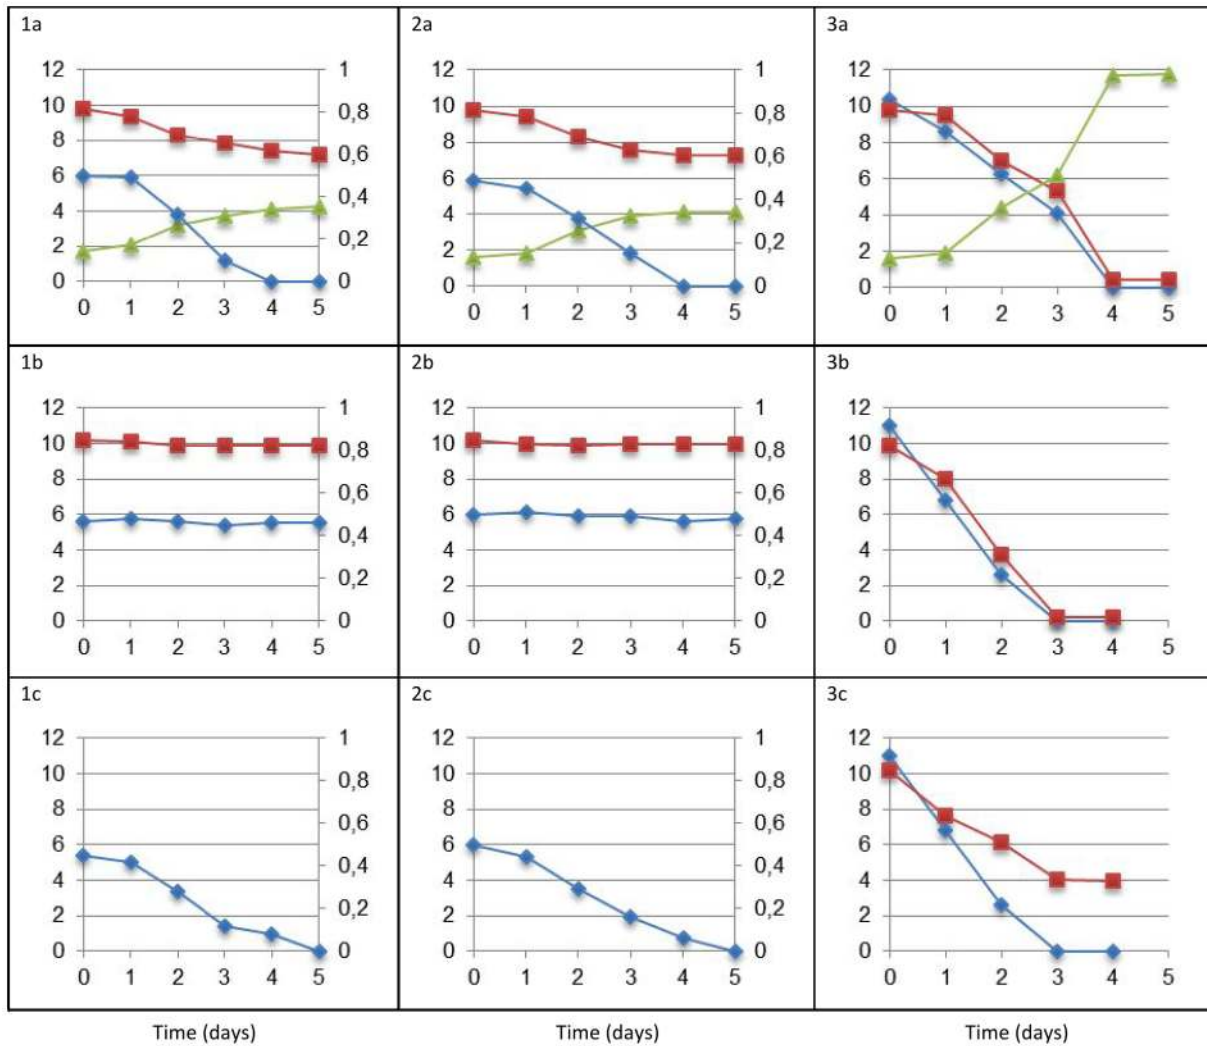 1a
2a
3a
12 1 12 1 12
10 0,8 10 0,8 10
8 8 8
6 0,6 6 0,6 6
4 0,4 4 0,4 4
2 0,2 2 0,2 2
0 0 0 0 0
0 1 2 3 4 5 0 1 2 3 4 5 0 1 2 3 4 5
1b
2b
3b
12 1 12 1 12
10 0,8 10 0,8 10
8 8 8
6 0,6 6 0,6 6
4 0,4 4 0,4 4
2 0,2 2 0,2 2
0 0 0 0 0
0 1 2 3 4 5 0 1 2 3 4 5 0 1 2 3 4 5
1c
2c
3c
12 1 12 1 12
10 0,8 10 0,8 10
8 8 8
6 0,6 6 0,6 6
4 0,4 4 0,4 4
2 0,2 2 0,2 2
0 0 0 0 0
0 1 2 3 4 5 0 1 2 3 4 5 0 1 2 3 4 5
Time (days) Time (days) Time (days)